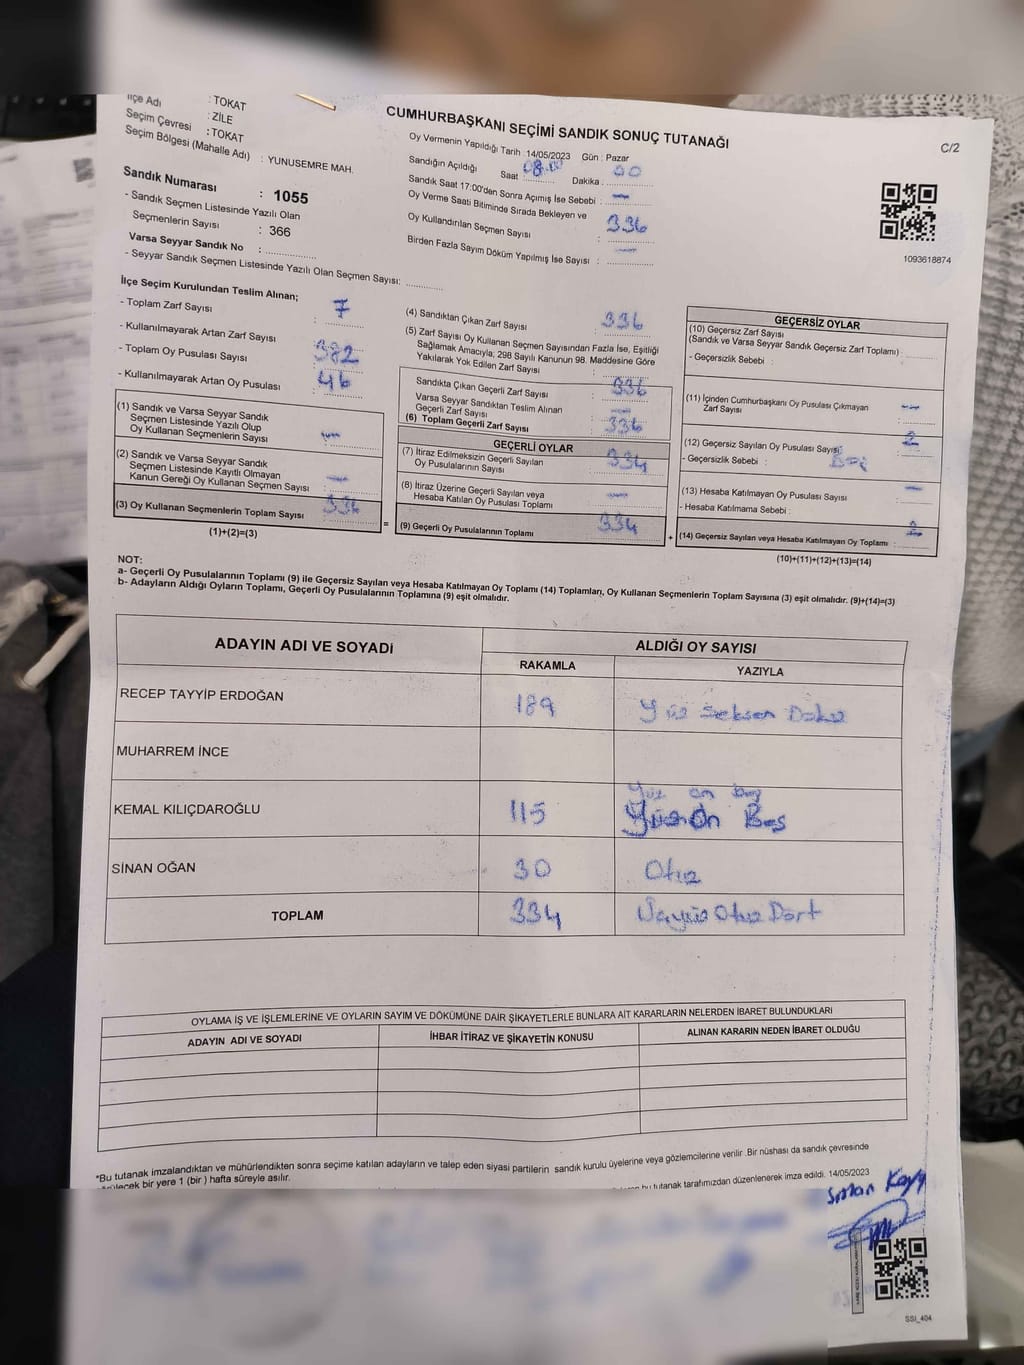 CUMHURBAŞKANI SEÇİMİ SANDIK SONUÇ TUTANAĞI
C/2
İlçe Adı : TOKAT
: ZİLE
Seçim Çevresi : TOKAT
Seçim Bölgesi (Mahalle Adı) : YUNUSEMRE MAH.
Sandık Numarası : 1055
- Sandık Seçmen Listesinde Yazılı Olan
Seçmenlerin Sayısı : 366
Varsa Seyyar Sandık No :
- Seyyar Sandık Seçmen Listesinde Yazılı Olan Seçmen Sayısı:
Oy Vermenin Yapıldığı Tarih : 14/05/2023 Gün : Pazar
Sandığın Açıldığı Saat : 08.00 Dakika : 00
Sandık Saat 17:00'den Sonra Açımış İse Sebebi : —
Oy Verme Saati Bitiminde Sırada Bekleyen ve
Oy Kullandırılan Seçmen Sayısı : 336
Birden Fazla Sayım Döküm Yapılmış İse Sayısı : —
1093618874
İlçe Seçim Kurulundan Teslim Alınan;
- Toplam Zarf Sayısı : 7
- Kullanılmayarak Artan Zarf Sayısı
- Toplam Oy Pusulası Sayısı : 382
- Kullanılmayarak Artan Oy Pusulası : 46
(1) Sandık ve Varsa Seyyar Sandık
Seçmen Listesinde Yazılı Olup
Oy Kullanan Seçmenlerin Sayısı : —
(2) Sandık ve Varsa Seyyar Sandık
Seçmen Listesinde Kayıtlı Olmayan
Kanun Gereği Oy Kullanan Seçmen Sayısı : —
(3) Oy Kullanan Seçmenlerin Toplam Sayısı : 336
(1)+(2)=(3)
(4) Sandıktan Çıkan Zarf Sayısı : 336
(5) Zarf Sayısı Oy Kullanan Seçmen Sayısından Fazla İse, Eşitliği
Sağlamak Amacıyla; 298 Sayılı Kanunun 98. Maddesine Göre
Yakılarak Yok Edilen Zarf Sayısı :
Sandıkta Çıkan Geçerli Zarf Sayısı : 336
Varsa Seyyar Sandıktan Teslim Alınan
Geçerli Zarf Sayısı : —
(6) Toplam Geçerli Zarf Sayısı : 336
GEÇERLİ OYLAR
(7) İtiraz Edilmeksizin Geçerli Sayılan
Oy Pusulalarının Sayısı : 334
(8) İtiraz Üzerine Geçerli Sayılan veya
Hesaba Katılan Oy Pusulası Toplamı : —
= (9) Geçerli Oy Pusulalarının Toplamı : 334
GEÇERSİZ OYLAR
(10) Geçersiz Zarf Sayısı
(Sandık ve Varsa Seyyar Sandık Geçersiz Zarf Toplamı) :
- Geçersizlik Sebebi :
(11) İçinden Cumhurbaşkanı Oy Pusulası Çıkmayan
Zarf Sayısı : —
(12) Geçersiz Sayılan Oy Pusulası Sayısı : 2
- Geçersizlik Sebebi :
(13) Hesaba Katılmayan Oy Pusulası Sayısı : —
- Hesaba Katılmama Sebebi :
+ (14) Geçersiz Sayılan veya Hesaba Katılmayan Oy Toplamı : 2
(10)+(11)+(12)+(13)=(14)
NOT:
a- Geçerli Oy Pusulalarının Toplamı (9) ile Geçersiz Sayılan veya Hesaba Katılmayan Oy Toplamı (14) Toplamları, Oy Kullanan Seçmenlerin Toplam Sayısına (3) eşit olmalıdır. (9)+(14)=(3)
b- Adayların Aldığı Oyların Toplamı, Geçerli Oy Pusulalarının Toplamına (9) eşit olmalıdır.
ADAYIN ADI VE SOYADI ALDIĞI OY SAYISI
RAKAMLA YAZIYLA
RECEP TAYYİP ERDOĞAN 189 Yüz Seksen Dokuz
MUHARREM İNCE
Yüz on beş
KEMAL KILIÇDAROĞLU 115 Yüz On Beş
SİNAN OĞAN 30 Otuz
TOPLAM 334 Üçyüz Otuz Dört
OYLAMA İŞ VE İŞLEMLERİNE VE OYLARIN SAYIM VE DÖKÜMÜNE DAİR ŞİKAYETLERLE BUNLARA AİT KARARLARIN NELERDEN İBARET BULUNDUKLARI
ADAYIN ADI VE SOYADI İHBAR İTİRAZ VE ŞİKAYETİN KONUSU ALINAN KARARIN NEDEN İBARET OLDUĞU
*Bu tutanak imzalandıktan ve mühürlendikten sonra seçime katılan adayların ve talep eden siyasi partilerin sandık kurulu üyelerine veya gözlemcilerine verilir. Bir nüshası da sandık çevresinde
bir yere 1 (bir) hafta süreyle asılır.
bu tutanak tarafımızdan düzenlenerek imza edildi. 14/05/2023
SSI_404